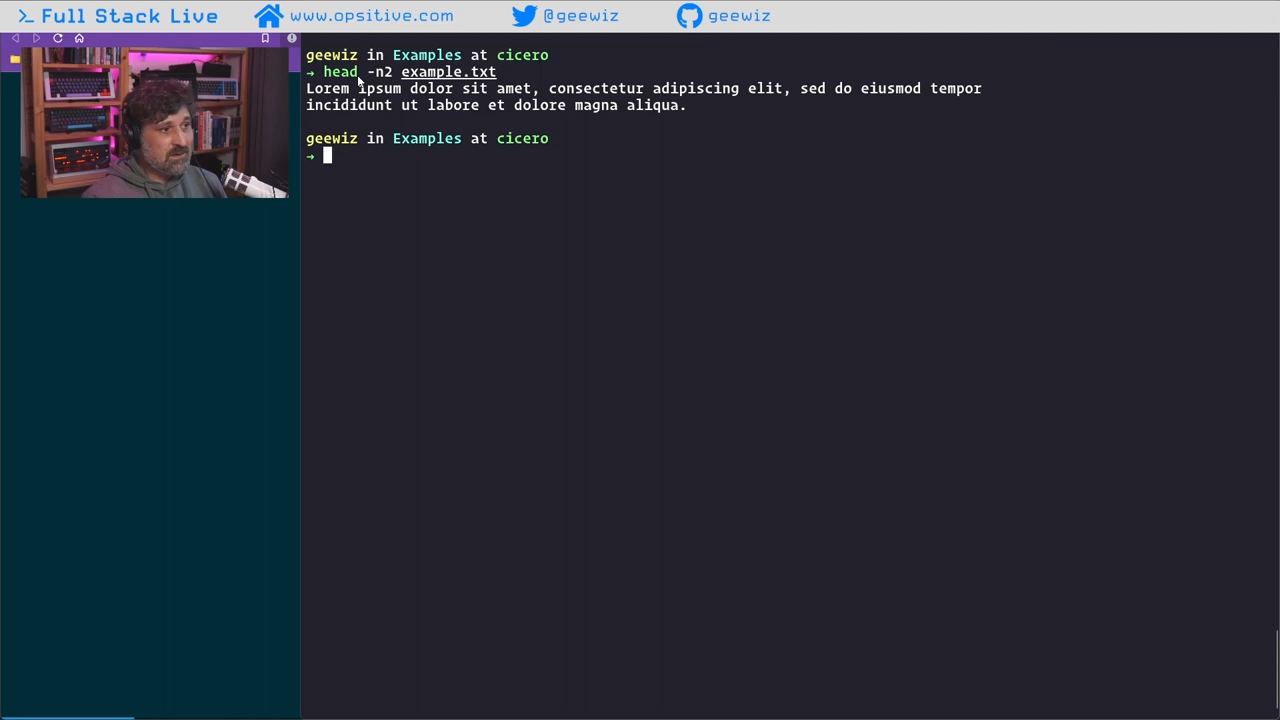 >_ Full Stack Live www.opsitive.com @geewiz geewiz
geewiz in Examples at cicero
→ head -n2 example.txt
Lorem ipsum dolor sit amet, consectetur adipiscing elit, sed do eiusmod tempor
incididunt ut labore et dolore magna aliqua.
geewiz in Examples at cicero
→